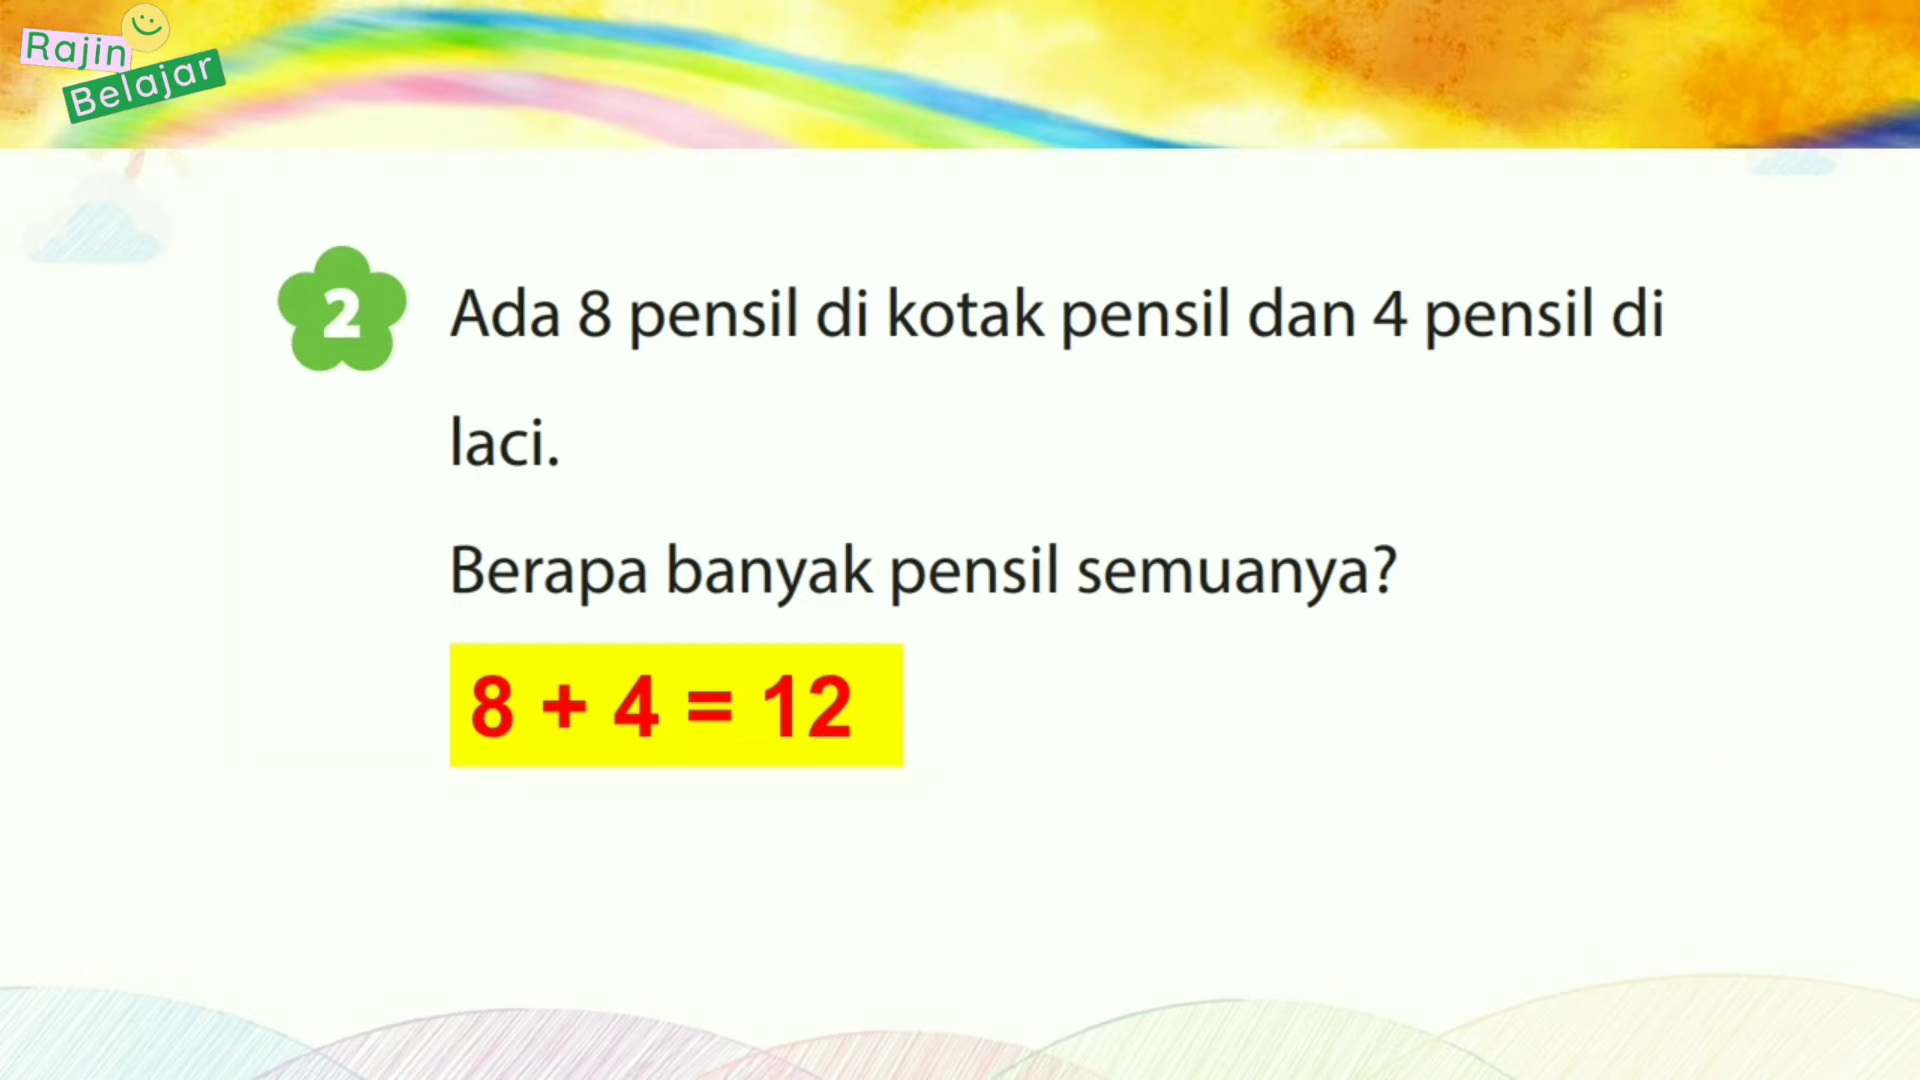 Rajin
Belajar
2
Ada 8 pensil di kotak pensil dan 4 pensil di
laci.
Berapa banyak pensil semuanya?
8 + 4 = 12